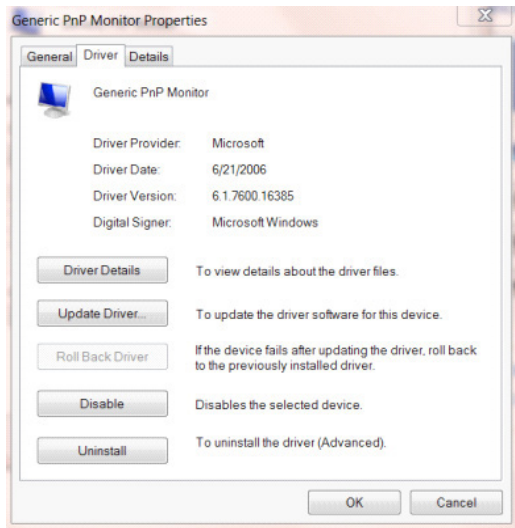 Generic PnP Monitor Properties
General Driver Details
Generic PnP Monitor
Driver Provider: Microsoft
Driver Date: 6/21/2006
Driver Version: 6.1.7600.16385
Digital Signer: Microsoft Windows
Driver Details To view details about the driver files.
Update Driver... To update the driver software for this device.
Roll Back Driver If the device fails after updating the driver, roll back
to the previously installed driver.
Disable Disables the selected device.
Uninstall To uninstall the driver (Advanced).
OK Cancel